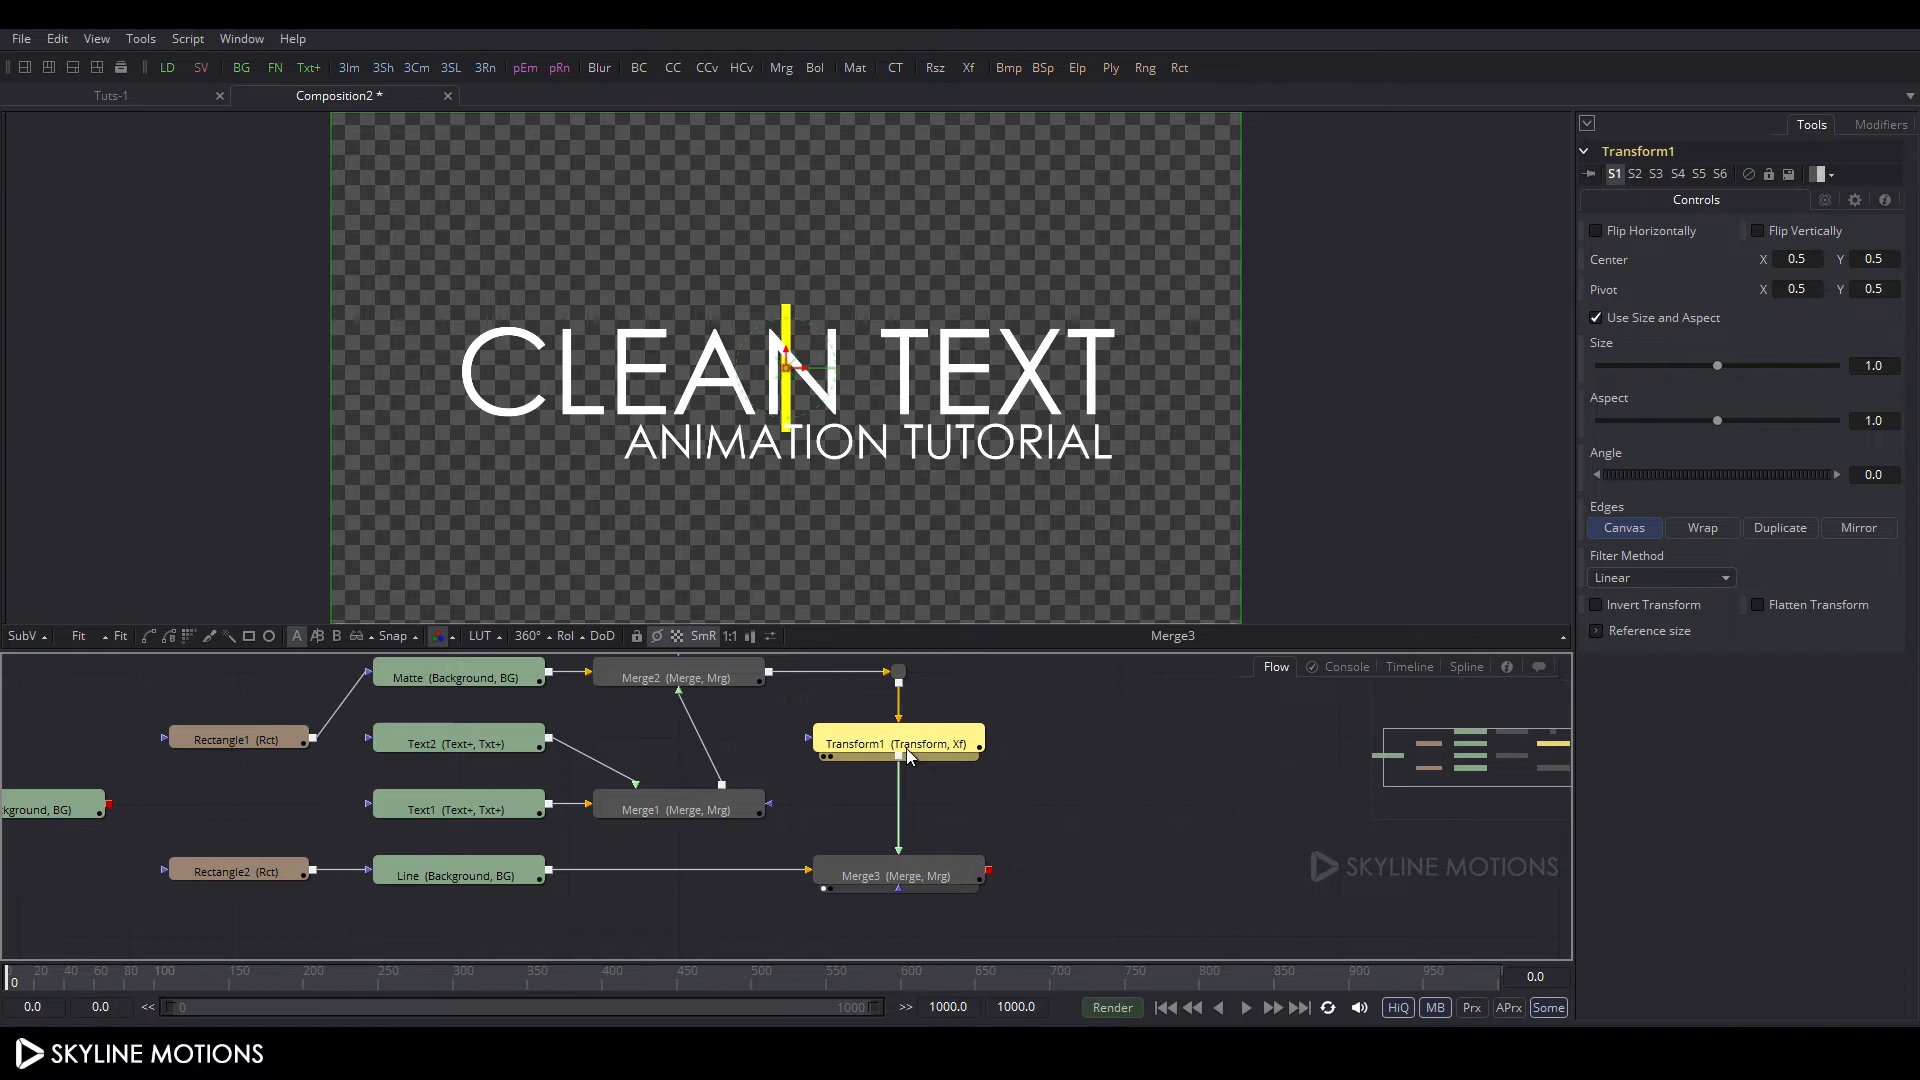 File Edit View Tools Script Window Help
LD SV BG FN Txt+ 3Im 3Sh 3Cm 3SL 3Rn pEm pRn Blur BC CC CCv HCv Mrg Bol Mat CT Rsz Xf Bmp BSp Elp Ply Rng Rct
Tuts-1 Composition2 *
Tools Modifiers
Transform1
S1 S2 S3 S4 S5 S6
Controls
Flip Horizontally Flip Vertically
Center X 0.5 Y 0.5
Pivot X 0.5 Y 0.5
Use Size and Aspect
Size
1.0
Aspect
1.0
Angle
0.0
Edges
Canvas Wrap Duplicate Mirror
Filter Method
Linear
Invert Transform Flatten Transform
Reference size
CLEAN TEXT
ANIMATION TUTORIAL
SubV Fit Fit A B Snap LUT 360° RoI DoD SmR 1:1 Merge3
Flow Console Timeline Spline
Matte (Background, BG) Merge2 (Merge, Mrg)
Rectangle1 (Rct) Text2 (Text+, Txt+) Transform1 (Transform, Xf)
kground, BG) Text1 (Text+, Txt+) Merge1 (Merge, Mrg)
Rectangle2 (Rct) Line (Background, BG) Merge3 (Merge, Mrg)
SKYLINE MOTIONS
20 40 60 80 100 150 200 250 300 350 400 450 500 550 600 650 700 750 800 850 900 950
0 0.0
0.0 0.0 << 0 1000 >> 1000.0 1000.0 Render HiQ MB Prx APrx Some
SKYLINE MOTIONS